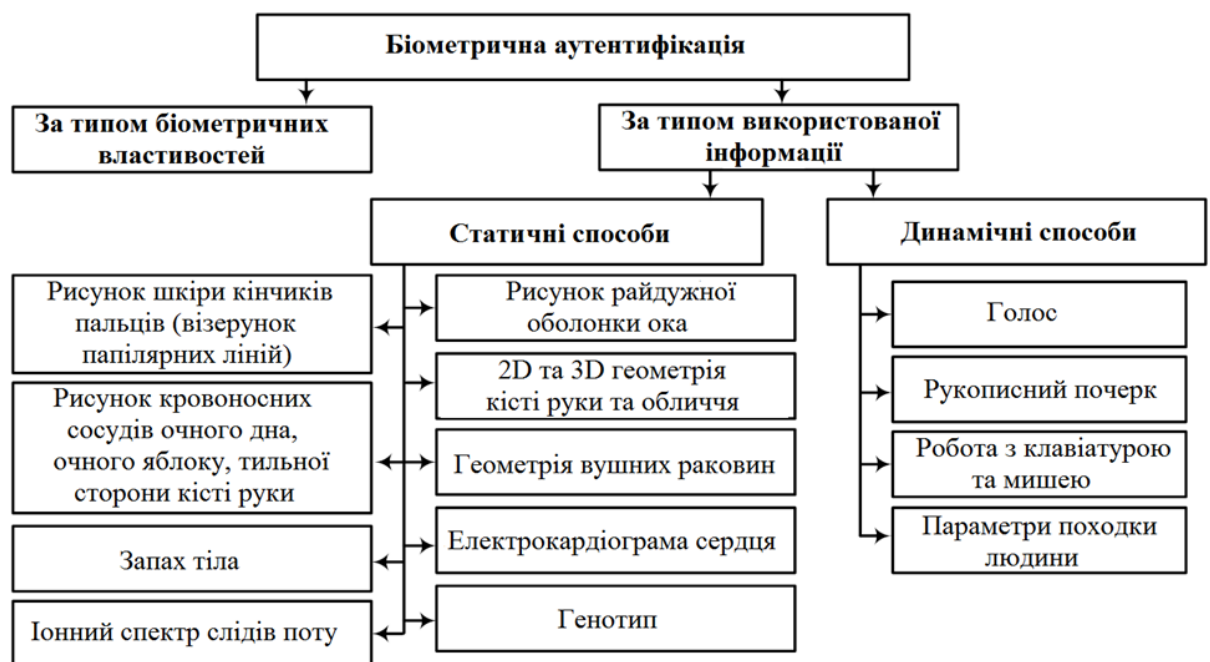 Біометрична аутентифікація
За типом біометричних
властивостей
За типом використованої
інформації
Статичні способи
Динамічні способи
Рисунок шкіри кінчиків
пальців (візерунок
папілярних ліній)
Рисунок кровоносних
сосудів очного дна,
очного яблоку, тильної
сторони кісті руки
Запах тіла
Іонний спектр слідів поту
Рисунок райдужної
оболонки ока
2D та 3D геометрія
кісті руки та обличчя
Геометрія вушних раковин
Електрокардіограма сердця
Генотип
Голос
Рукописний почерк
Робота з клавіатурою
та мишею
Параметри походки
людини